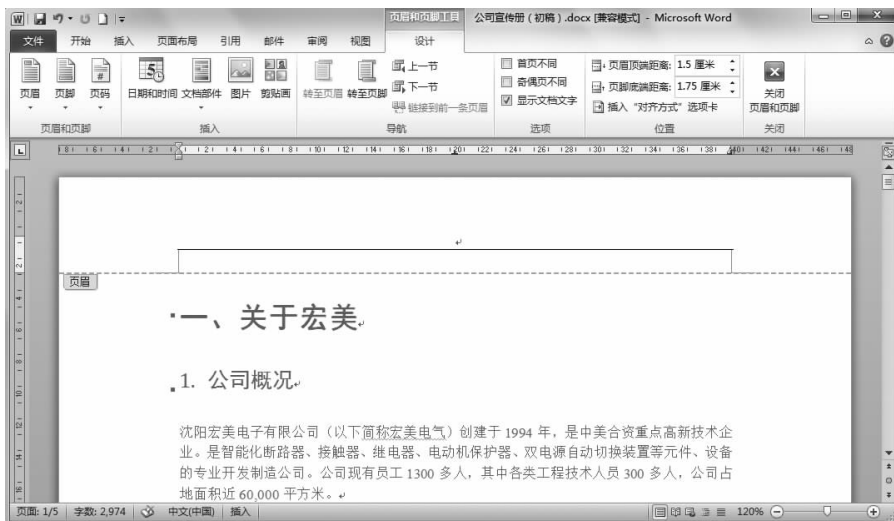 页眉和页脚工具
公司宣传册（初稿）.docx [兼容模式] - Microsoft Word
文件 开始 插入 页面布局 引用 邮件 审阅 视图 设计
页眉 页脚 页码 日期和时间 文档部件 图片 剪贴画 转至页眉 转至页脚
上一节
下一节
链接到前一条页眉
首页不同
奇偶页不同
显示文档文字
页眉顶端距离: 1.5 厘米
页脚底端距离: 1.75 厘米
插入“对齐方式”选项卡
关闭
页眉和页脚
页眉和页脚 插入 导航 选项 位置 关闭
页眉
一、关于宏美
1. 公司概况
沈阳宏美电子有限公司（以下简称宏美电气）创建于 1994 年，是中美合资重点高新技术企
业。是智能化断路器、接触器、继电器、电动机保护器、双电源自动切换装置等元件、设备
的专业开发制造公司。公司现有员工 1300 多人，其中各类工程技术人员 300 多人，公司占
地面积近 60,000 平方米。
页面: 1/5 字数: 2,974 中文(中国) 插入 120%